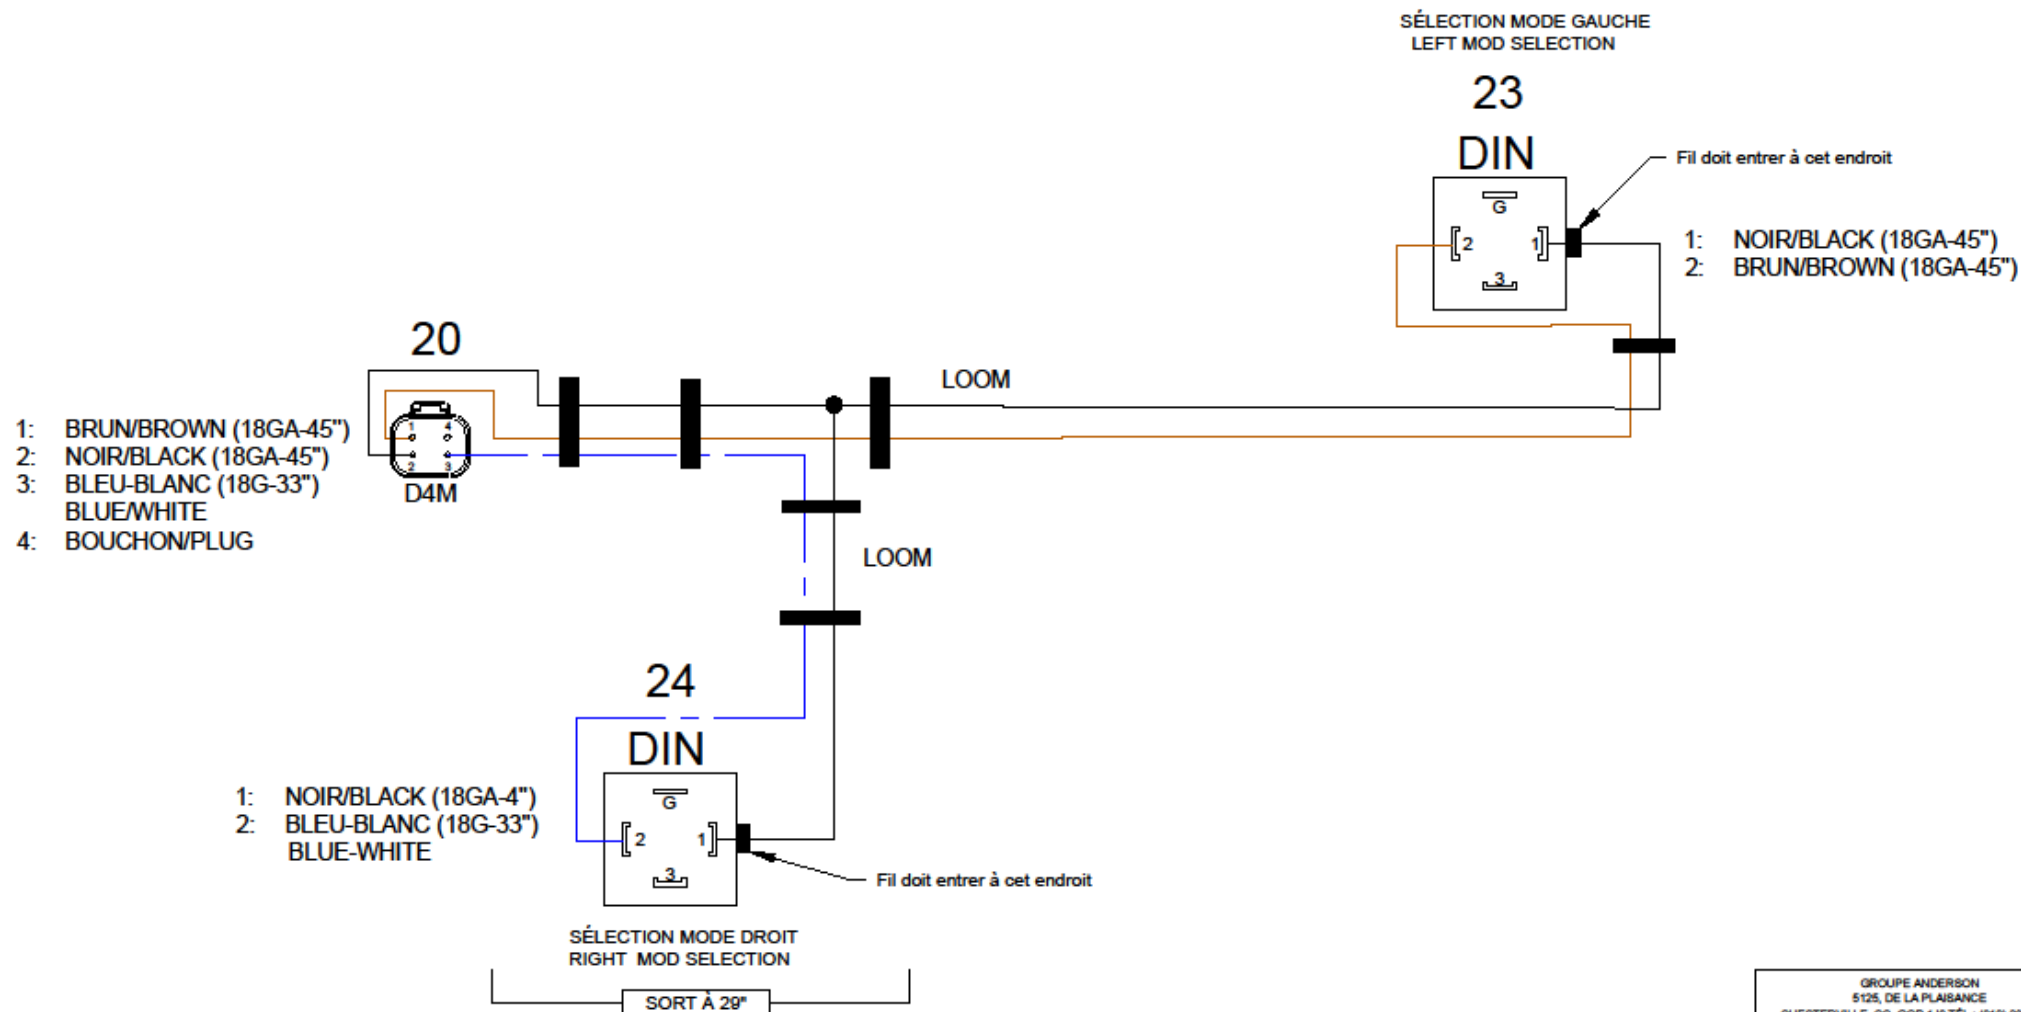 SÉLECTION MODE GAUCHE
LEFT MOD SELECTION
23
DIN
Fil doit entrer à cet endroit
G
2
1
3
1: NOIR/BLACK (18GA-45")
2: BRUN/BROWN (18GA-45")
20
LOOM
1
4
2
3
D4M
1: BRUN/BROWN (18GA-45")
2: NOIR/BLACK (18GA-45")
3: BLEU-BLANC (18G-33")
BLUE/WHITE
4: BOUCHON/PLUG
LOOM
24
DIN
G
2
1
3
1: NOIR/BLACK (18GA-4")
2: BLEU-BLANC (18G-33")
BLUE-WHITE
Fil doit entrer à cet endroit
SÉLECTION MODE DROIT
RIGHT MOD SELECTION
SORT À 29"
GROUPE ANDERSON
5125, DE LA PLAISANCE